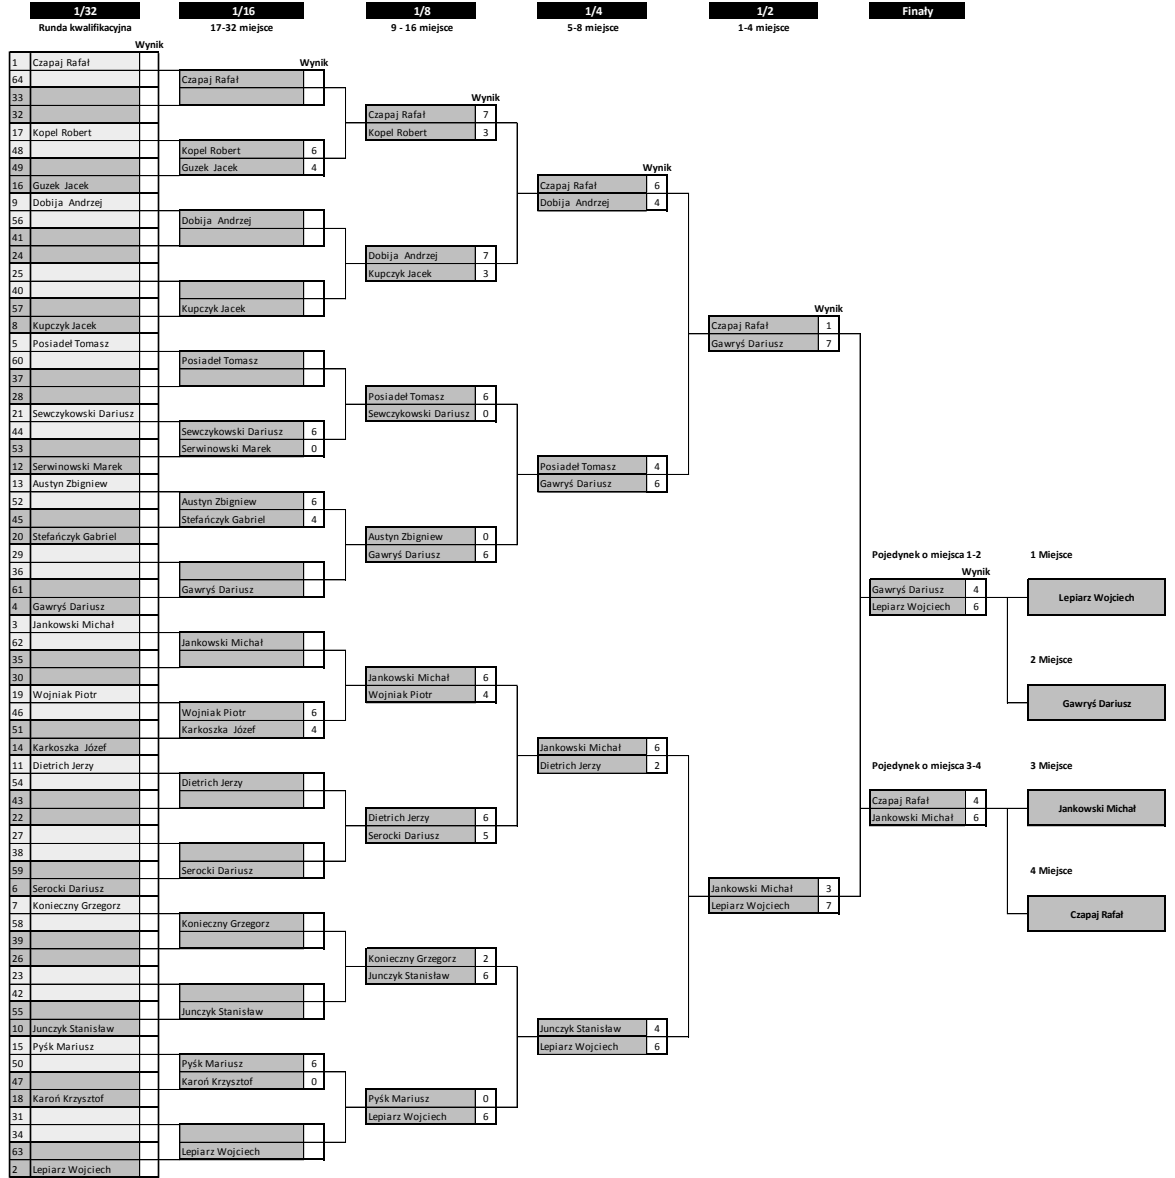 1/32 1/16 1/8 1/4 1/2 Finały
Runda kwalifikacyjna 17-32 miejsce 9 - 16 miejsce 5-8 miejsce 1-4 miejsce
Wynik
1 Czapaj Rafał Wynik
64 Czapaj Rafał
33 Wynik
32 Czapaj Rafał 7
17 Kopel Robert Kopel Robert 3
48 Kopel Robert 6
49 Guzek Jacek 4 Wynik
16 Guzek Jacek Czapaj Rafał 6
9 Dobija Andrzej Dobija Andrzej 4
56 Dobija Andrzej
41
24 Dobija Andrzej 7
25 Kupczyk Jacek 3
40
57 Kupczyk Jacek Wynik
8 Kupczyk Jacek Czapaj Rafał 1
5 Posiadeł Tomasz Gawryś Dariusz 7
60 Posiadeł Tomasz
37
28 Posiadeł Tomasz 6
21 Sewczykowski Dariusz Sewczykowski Dariusz 0
44 Sewczykowski Dariusz 6
53 Serwinowski Marek 0
12 Serwinowski Marek Posiadeł Tomasz 4
13 Austyn Zbigniew Gawryś Dariusz 6
52 Austyn Zbigniew 6
45 Stefańczyk Gabriel 4
20 Stefańczyk Gabriel Austyn Zbigniew 0
29 Gawryś Dariusz 6 Pojedynek o miejsca 1-2 1 Miejsce
36 Wynik
61 Gawryś Dariusz Gawryś Dariusz 4 Lepiarz Wojciech
4 Gawryś Dariusz Lepiarz Wojciech 6
3 Jankowski Michał
62 Jankowski Michał
35 2 Miejsce
30 Jankowski Michał 6
19 Wojniak Piotr Wojniak Piotr 4 Gawryś Dariusz
46 Wojniak Piotr 6
51 Karkoszka Józef 4
14 Karkoszka Józef Jankowski Michał 6
11 Dietrich Jerzy Dietrich Jerzy 2 Pojedynek o miejsca 3-4 3 Miejsce
54 Dietrich Jerzy
43 Czapaj Rafał 4 Jankowski Michał
22 Dietrich Jerzy 6 Jankowski Michał 6
27 Serocki Dariusz 5
38
59 Serocki Dariusz 4 Miejsce
6 Serocki Dariusz Jankowski Michał 3
7 Konieczny Grzegorz Lepiarz Wojciech 7 Czapaj Rafał
58 Konieczny Grzegorz
39
26 Konieczny Grzegorz 2
23 Junczyk Stanisław 6
42
55 Junczyk Stanisław
10 Junczyk Stanisław Junczyk Stanisław 4
15 Pyśk Mariusz Lepiarz Wojciech 6
50 Pyśk Mariusz 6
47 Karoń Krzysztof 0
18 Karoń Krzysztof Pyśk Mariusz 0
31 Lepiarz Wojciech 6
34
63 Lepiarz Wojciech
2 Lepiarz Wojciech